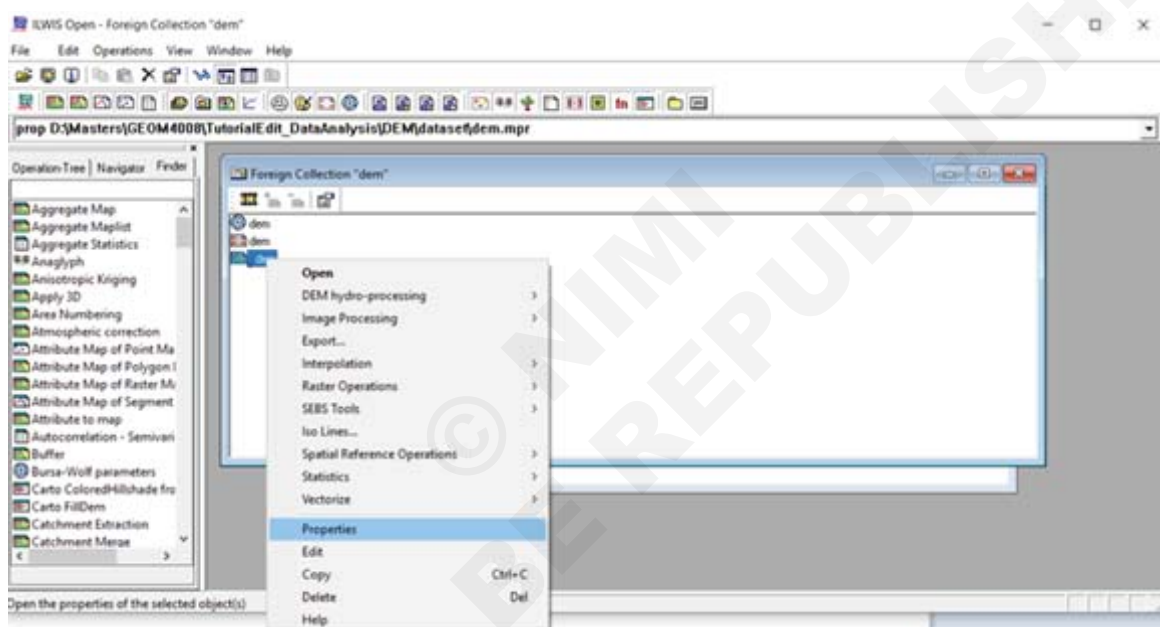 ILWIS Open - Foreign Collection "dem"
File Edit Operations View Window Help
prop D:\Masters\GEOM4008\TutorialEdit_DataAnalysis\DEM\dataset\dem.mpr
Operation-Tree Navigator Finder
Aggregate Map
Aggregate Maplist
Aggregate Statistics
Anaglyph
Anisotropic Kriging
Apply 3D
Area Numbering
Atmospheric correction
Attribute Map of Point Ma
Attribute Map of Polygon
Attribute Map of Raster Ma
Attribute Map of Segment
Attribute to map
Autocorrelation - Semivari
Buffer
Bursa-Wolf parameters
Carto ColoredHillshade fro
Carto FillDem
Catchment Extraction
Catchment Merge
Foreign Collection "dem"
dem
dem
Open
DEM hydro-processing
Image Processing
Export...
Interpolation
Raster Operations
SEBS Tools
Iso Lines...
Spatial Reference Operations
Statistics
Vectorize
Properties
Edit
Copy Ctrl+C
Delete Del
Help
Open the properties of the selected object(s)
© NIMI
BE REPUBLISHE